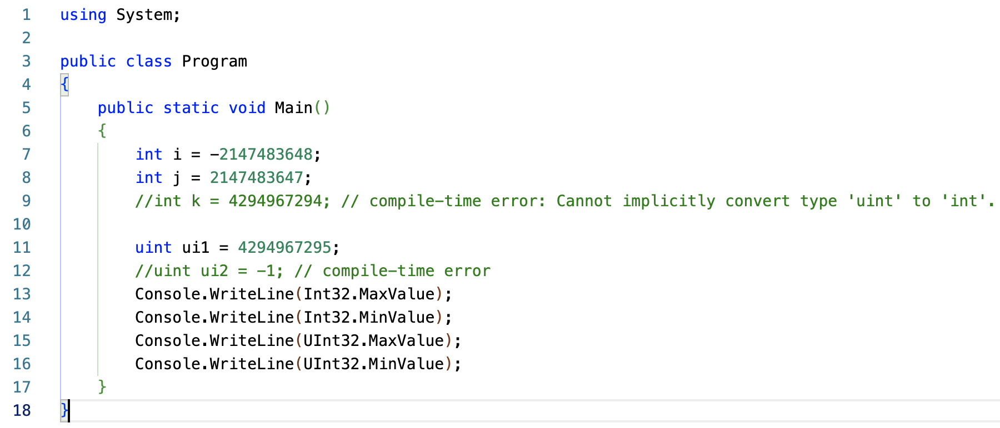 1 using System;
2
3 public class Program
4 {
5     public static void Main()
6     {
7         int i = -2147483648;
8         int j = 2147483647;
9         //int k = 4294967294; // compile-time error: Cannot implicitly convert type 'uint' to 'int'.
10
11         uint ui1 = 4294967295;
12         //uint ui2 = -1; // compile-time error
13         Console.WriteLine(Int32.MaxValue);
14         Console.WriteLine(Int32.MinValue);
15         Console.WriteLine(UInt32.MaxValue);
16         Console.WriteLine(UInt32.MinValue);
17     }
18 }